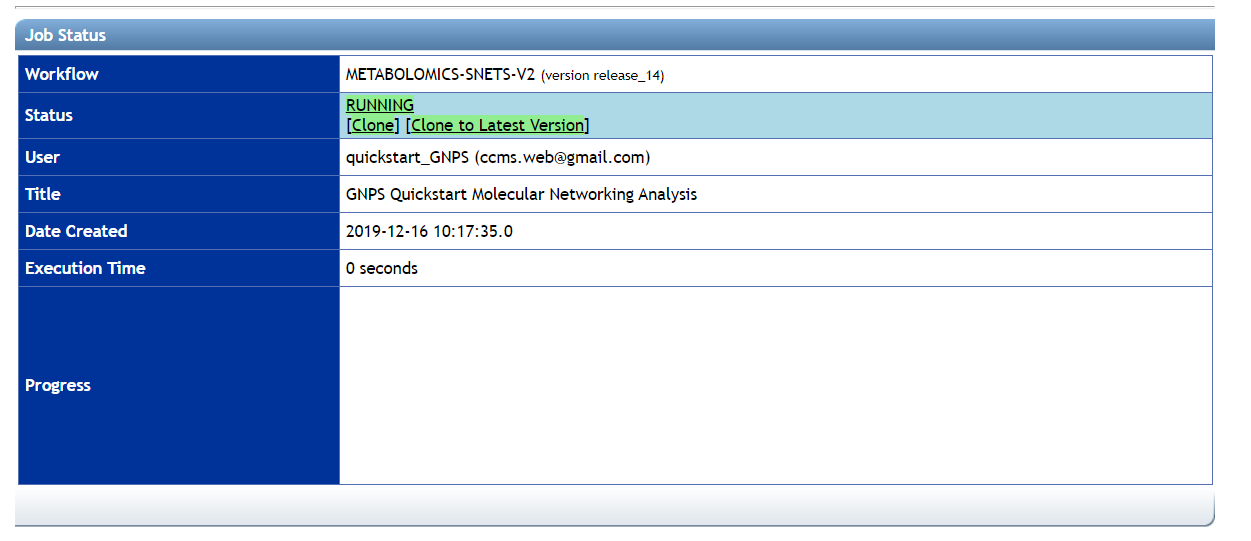 Job Status
Workflow METABOLOMICS-SNETS-V2 (version release_14)
Status RUNNING
[Clone] [Clone to Latest Version]
User quickstart_GNPS (ccms.web@gmail.com)
Title GNPS Quickstart Molecular Networking Analysis
Date Created 2019-12-16 10:17:35.0
Execution Time 0 seconds
Progress